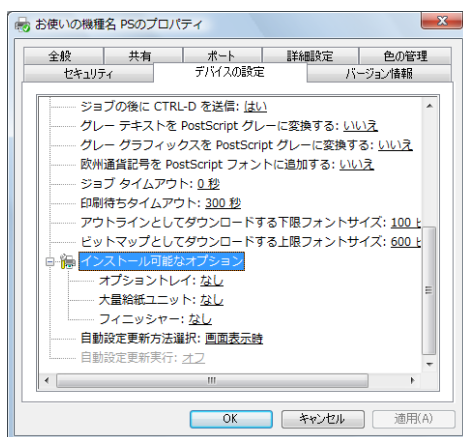 お使いの機種名 PSのプロパティ
全般 共有 ポート 詳細設定 色の管理
セキュリティ デバイスの設定 バージョン情報
ジョブの後に CTRL-D を送信: はい
グレー テキストを PostScript グレーに変換する: いいえ
グレー グラフィックスを PostScript グレーに変換する: いいえ
欧州通貨記号を PostScript フォントに追加する: いいえ
ジョブ タイムアウト: 0 秒
印刷待ちタイムアウト: 300 秒
アウトラインとしてダウンロードする下限フォントサイズ: 100
ビットマップとしてダウンロードする上限フォントサイズ: 600
インストール可能なオプション
オプショントレイ: なし
大量給紙ユニット: なし
フィニッシャー: なし
自動設定更新方法選択: 画面表示時
自動設定更新実行: オフ
OK キャンセル 適用(A)